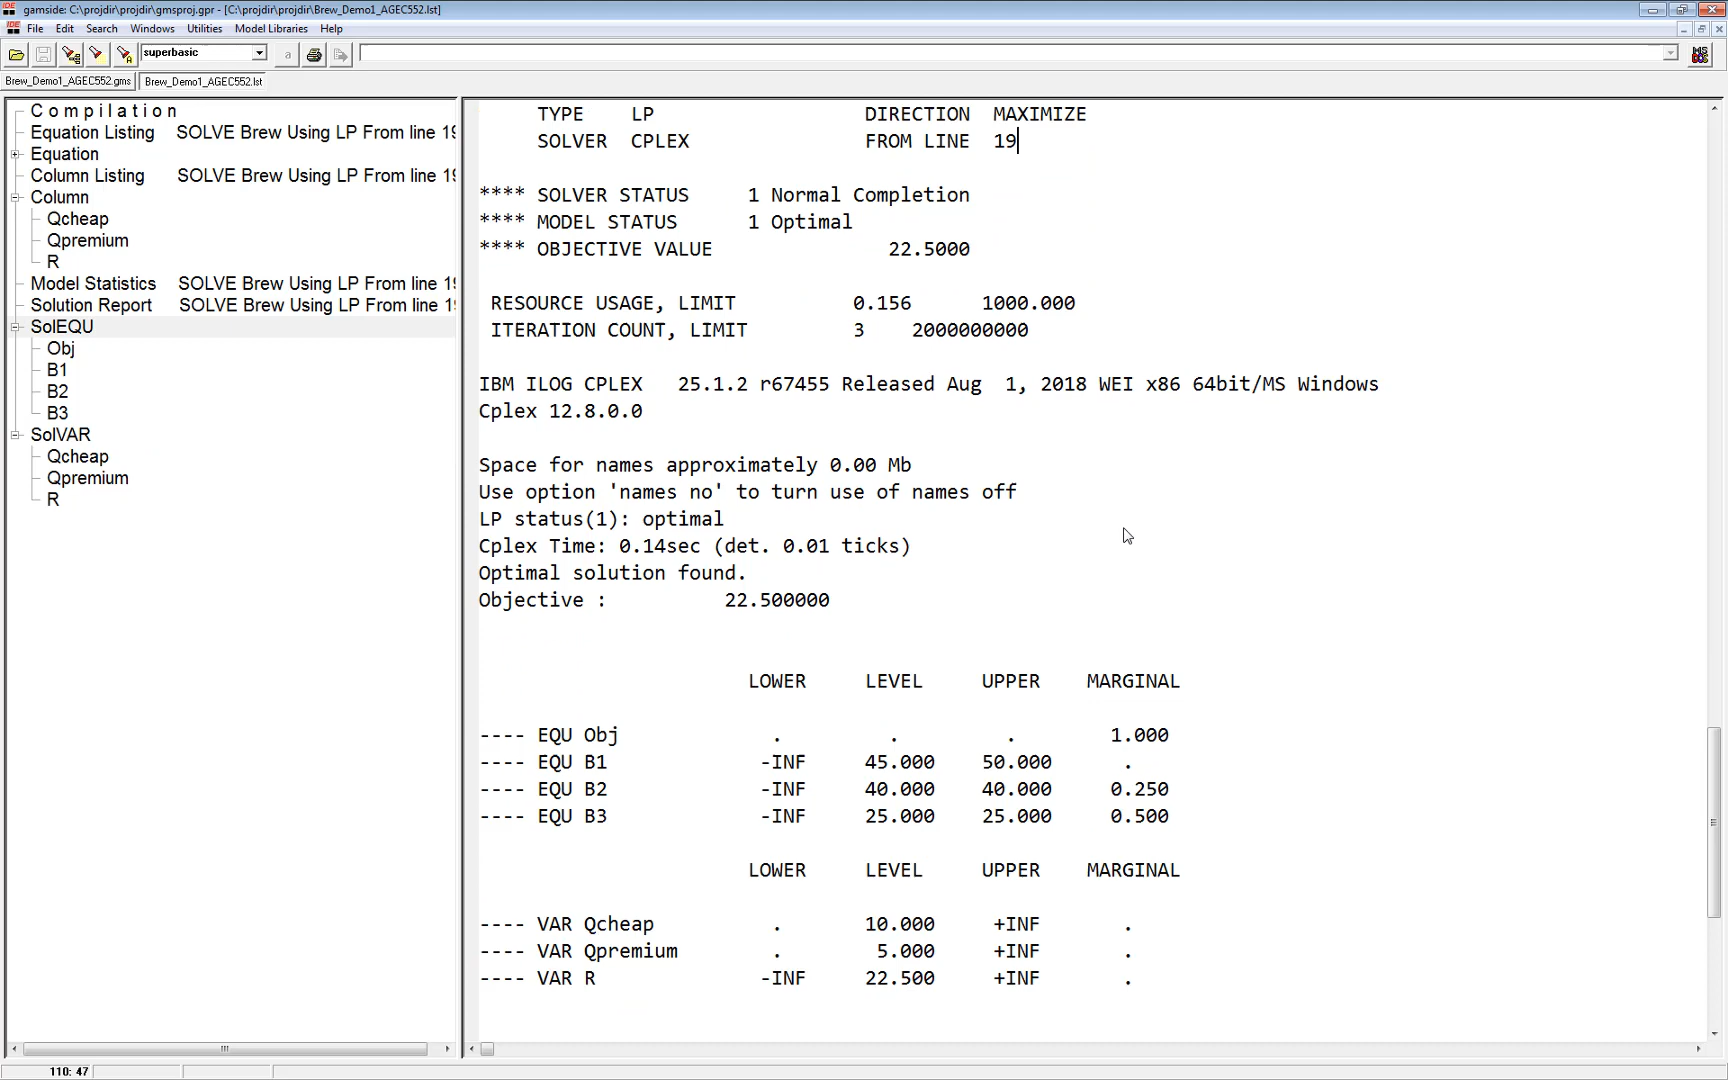 gamside: C:\projdir\projdir\gmsproj.gpr - [C:\projdir\projdir\Brew_Demo1_AGEC552.lst]
IDE File Edit Search Windows Utilities Model Libraries Help
superbasic a
Brew_Demo1_AGEC552.gms Brew_Demo1_AGEC552.lst
C o m p i l a t i o n
Equation Listing SOLVE Brew Using LP From line 19
Equation
Column Listing SOLVE Brew Using LP From line 19
Column
Qcheap
Qpremium
R
Model Statistics SOLVE Brew Using LP From line 19
Solution Report SOLVE Brew Using LP From line 19
SolEQU
Obj
B1
B2
B3
SolVAR
Qcheap
Qpremium
R
TYPE LP DIRECTION MAXIMIZE
SOLVER CPLEX FROM LINE 19
**** SOLVER STATUS 1 Normal Completion
**** MODEL STATUS 1 Optimal
**** OBJECTIVE VALUE 22.5000
RESOURCE USAGE, LIMIT 0.156 1000.000
ITERATION COUNT, LIMIT 3 2000000000
IBM ILOG CPLEX 25.1.2 r67455 Released Aug 1, 2018 WEI x86 64bit/MS Windows
Cplex 12.8.0.0
Space for names approximately 0.00 Mb
Use option 'names no' to turn use of names off
LP status(1): optimal
Cplex Time: 0.14sec (det. 0.01 ticks)
Optimal solution found.
Objective : 22.500000
LOWER LEVEL UPPER MARGINAL
---- EQU Obj . . . 1.000
---- EQU B1 -INF 45.000 50.000 .
---- EQU B2 -INF 40.000 40.000 0.250
---- EQU B3 -INF 25.000 25.000 0.500
LOWER LEVEL UPPER MARGINAL
---- VAR Qcheap . 10.000 +INF .
---- VAR Qpremium . 5.000 +INF .
---- VAR R -INF 22.500 +INF .
110: 47